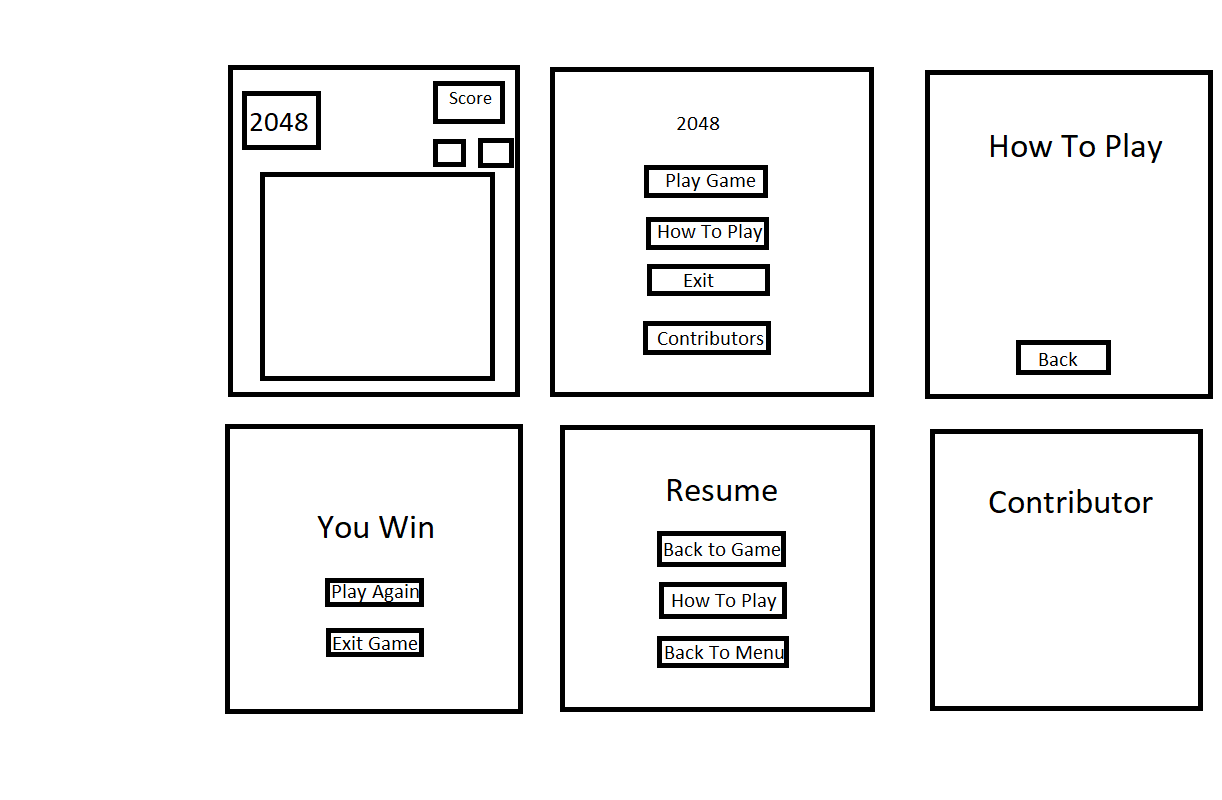 2048
Score
2048
Play Game
How To Play
Exit
Contributors
How To Play
Back
You Win
Play Again
Exit Game
Resume
Back to Game
How To Play
Back To Menu
Contributor